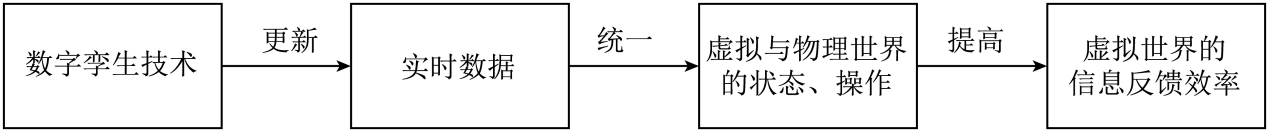 数字孪生技术
更新
实时数据
统一
虚拟与物理世界
的状态、操作
提高
虚拟世界的
信息反馈效率